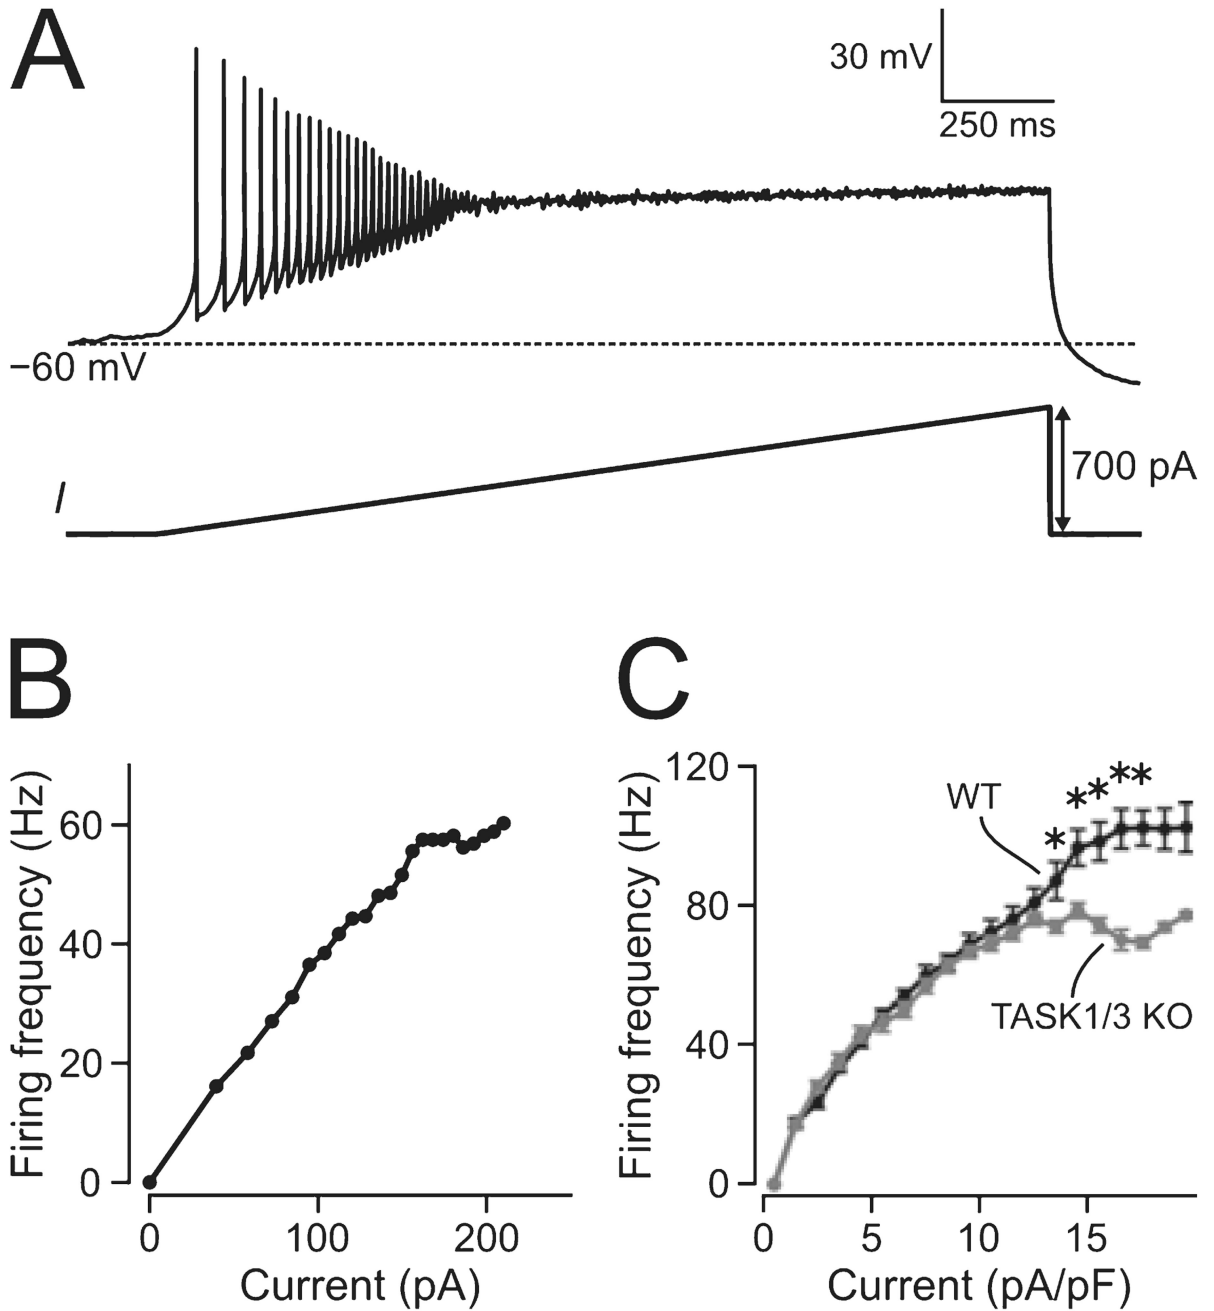 A
30 mV
250 ms
−60 mV
I
700 pA
B
Firing frequency (Hz)
60
40
20
0
0 100 200
Current (pA)
C
Firing frequency (Hz)
120
80
40
0
WT
* * * * *
TASK1/3 KO
0 5 10 15
Current (pA/pF)